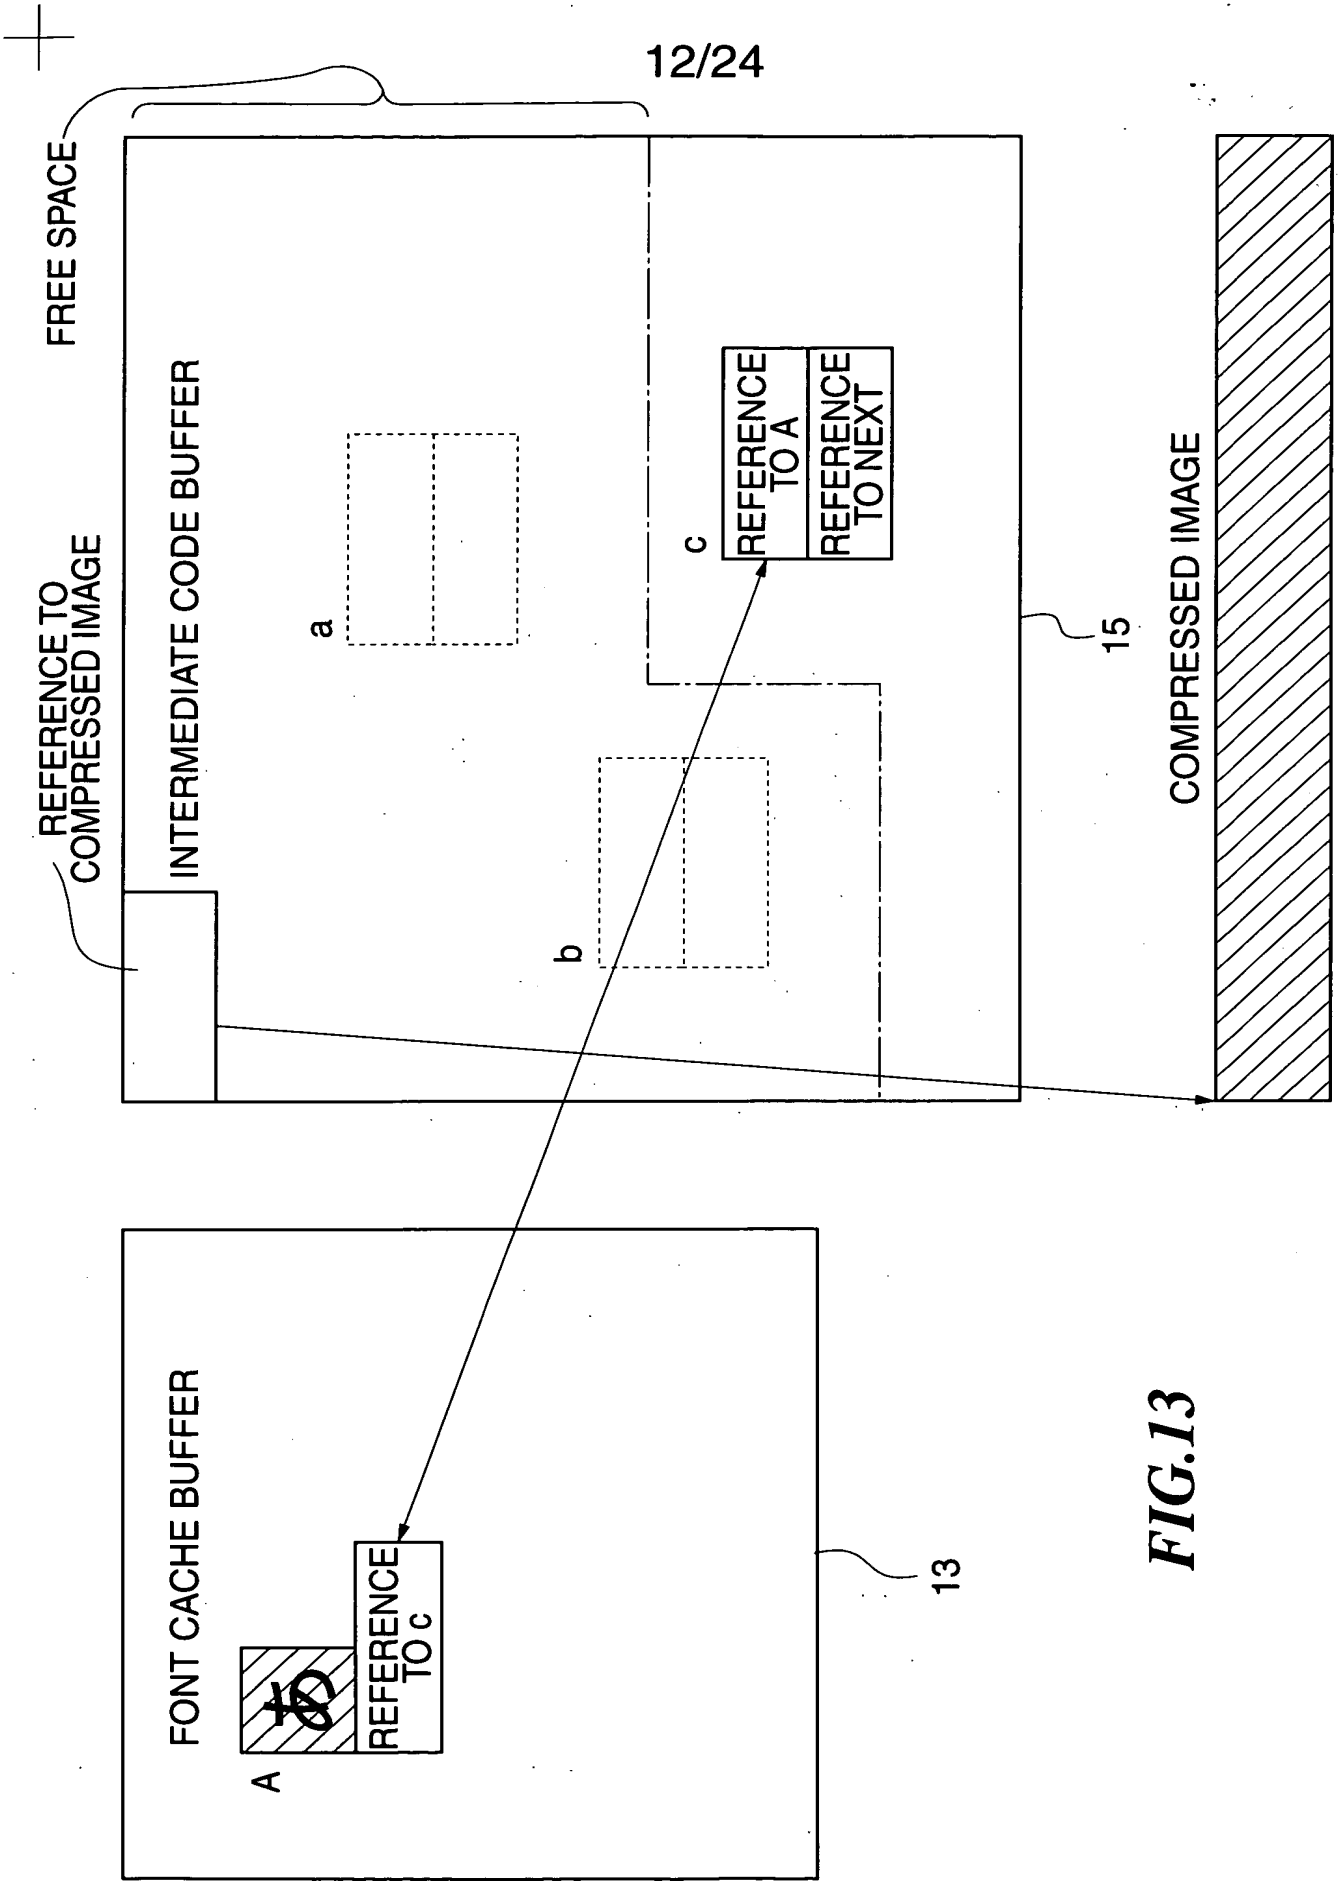 12/24
REFERENCE TO
COMPRESSED IMAGE
FREE SPACE
FONT CACHE BUFFER
INTERMEDIATE CODE BUFFER
A
あ
REFERENCE
TO c
a
b
c
REFERENCE
TO A
REFERENCE
TO NEXT
13
15
COMPRESSED IMAGE
FIG.13